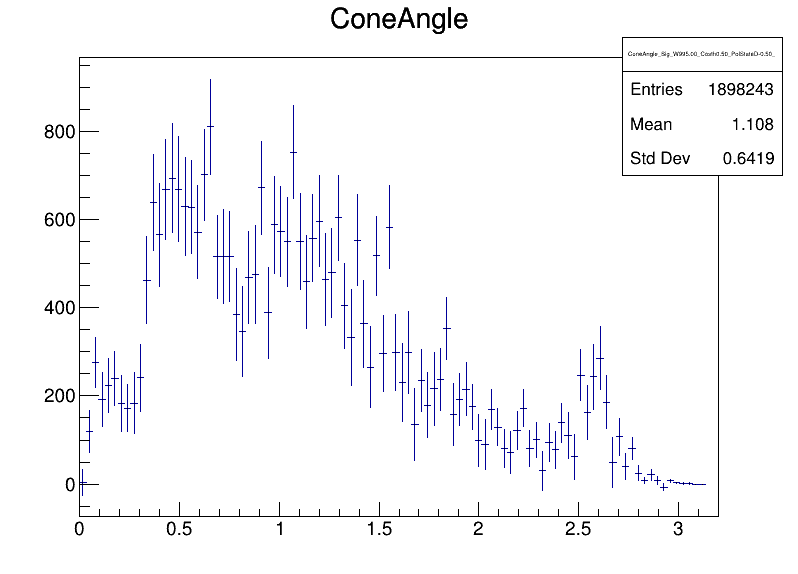 ConeAngle
ConeAngle_Sig_W995.00_Costh0.50_PolStateD-0.50_
Entries 1898243
Mean 1.108
Std Dev 0.6419
800
600
400
200
0
0 0.5 1 1.5 2 2.5 3